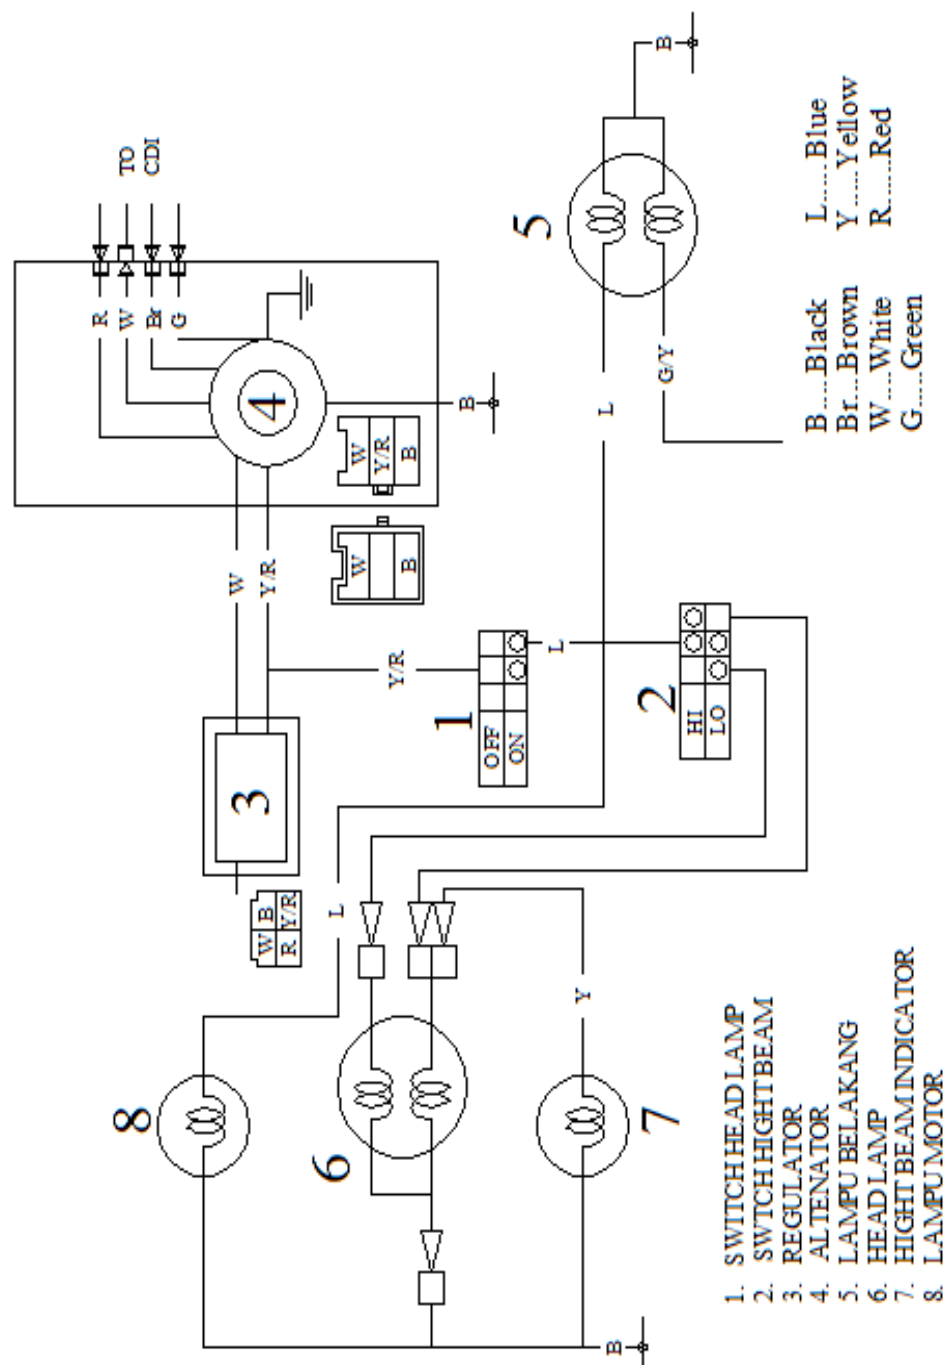 R
W
Br
G
TO
CDI
8
W
Y/R
3
4
W B
R Y/R
L
6
W
B
W
Y/R
B
Y/R
B
1
OFF
ON
5
L
Y
L
B
7
2
HI
LO
G/Y
B
1. SWITCH HEAD LAMP
2. SWTCH HIGHT BEAM
3. REGULATOR
4. ALTENATOR
5. LAMPU BELAKANG
6. HEAD LAMP
7. HIGHT BEAM INDICATOR
8. LAMPU MOTOR
B.....Black
Br...Brown
W....White
G.....Green
L.....Blue
Y.....Yellow
R.....Red